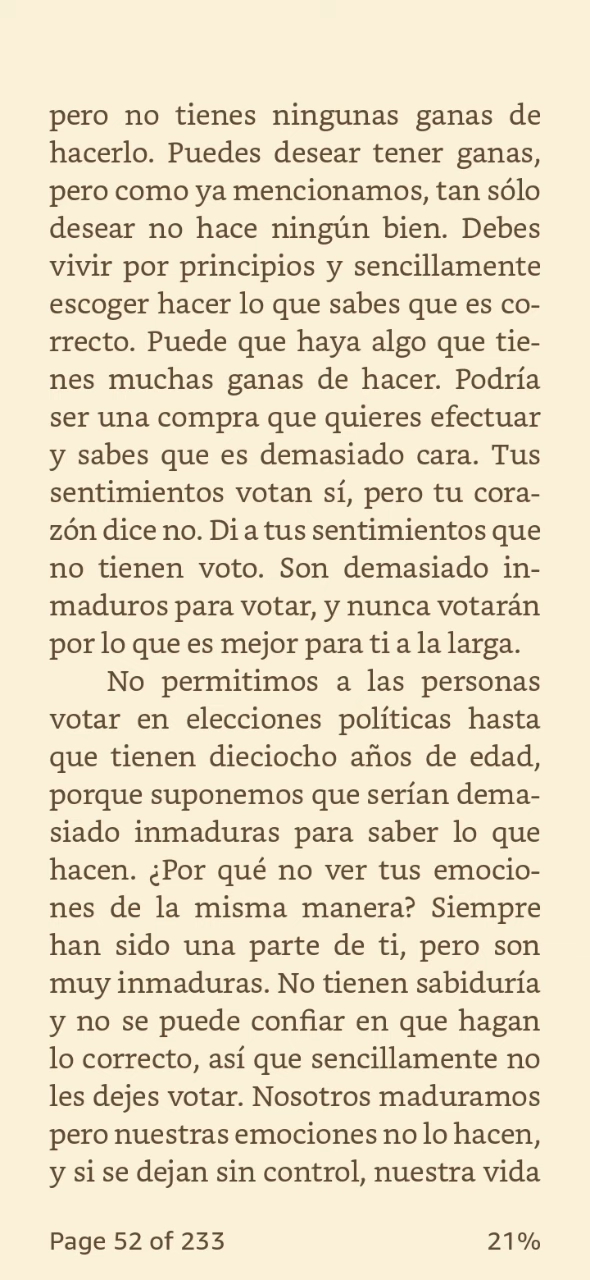 pero no tienes ningunas ganas de
hacerlo. Puedes desear tener ganas,
pero como ya mencionamos, tan sólo
desear no hace ningún bien. Debes
vivir por principios y sencillamente
escoger hacer lo que sabes que es co-
rrecto. Puede que haya algo que tie-
nes muchas ganas de hacer. Podría
ser una compra que quieres efectuar
y sabes que es demasiado cara. Tus
sentimientos votan sí, pero tu cora-
zón dice no. Di a tus sentimientos que
no tienen voto. Son demasiado in-
maduros para votar, y nunca votarán
por lo que es mejor para ti a la larga.
No permitimos a las personas
votar en elecciones políticas hasta
que tienen dieciocho años de edad,
porque suponemos que serían dema-
siado inmaduras para saber lo que
hacen. ¿Por qué no ver tus emocio-
nes de la misma manera? Siempre
han sido una parte de ti, pero son
muy inmaduras. No tienen sabiduría
y no se puede confiar en que hagan
lo correcto, así que sencillamente no
les dejes votar. Nosotros maduramos
pero nuestras emociones no lo hacen,
y si se dejan sin control, nuestra vida
Page 52 of 233 21%